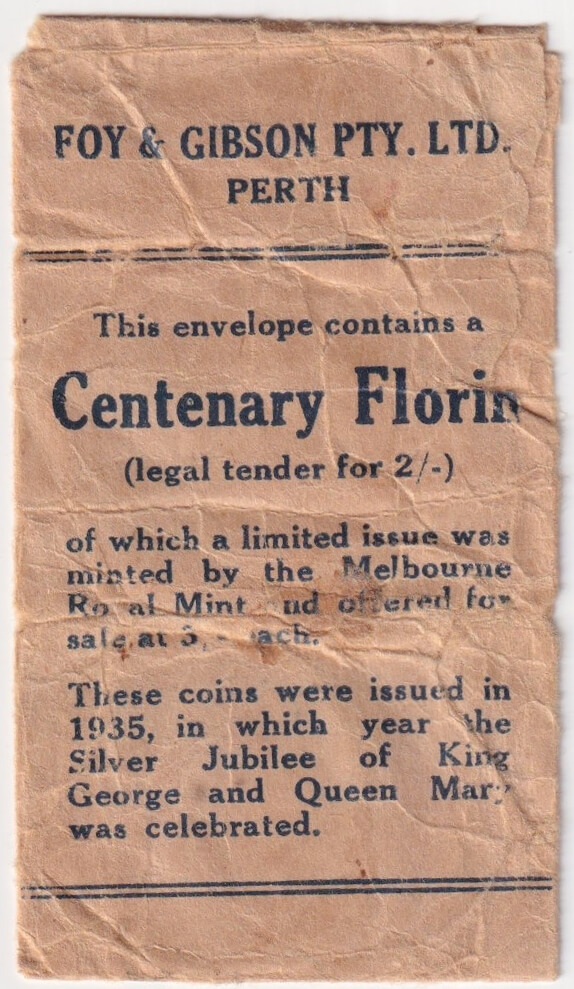 FOY & GIBSON PTY. LTD.
PERTH
This envelope contains a
Centenary Florin
(legal tender for 2/-)
of which a limited issue was
minted by the Melbourne
Royal Mint and offered for
sale at 3/- each.
These coins were issued in
1935, in which year the
Silver Jubilee of King
George and Queen Mary
was celebrated.